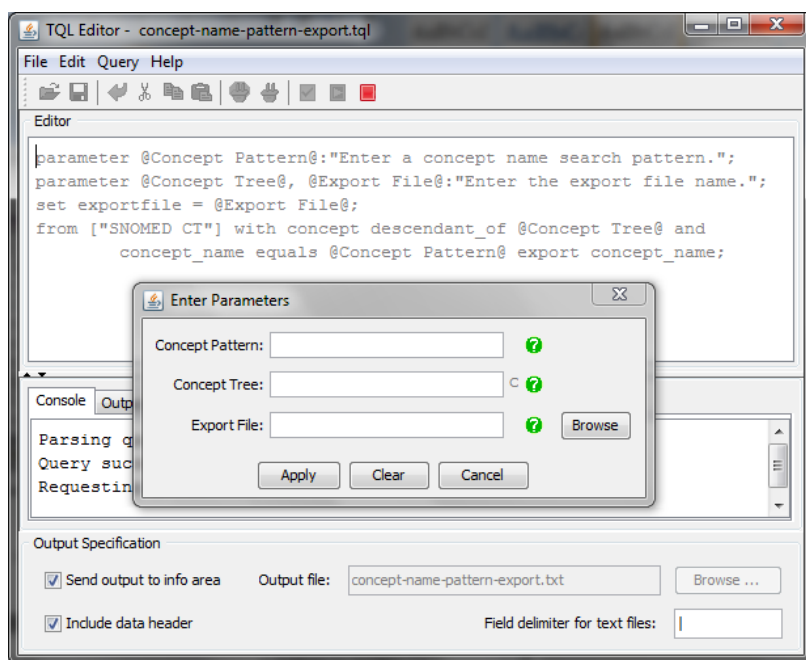 TQL Editor - concept-name-pattern-export.tql
File Edit Query Help
Editor
parameter @Concept Pattern@:"Enter a concept name search pattern.";
parameter @Concept Tree@, @Export File@:"Enter the export file name.";
set exportfile = @Export File@;
from ["SNOMED CT"] with concept descendant_of @Concept Tree@ and
concept_name equals @Concept Pattern@ export concept_name;
Enter Parameters
Concept Pattern: ?
Concept Tree: C ?
Export File: ? Browse
Apply Clear Cancel
Console Outp
Parsing q
Query suc
Requestin
Output Specification
Send output to info area Output file: concept-name-pattern-export.txt Browse ...
Include data header Field delimiter for text files: |